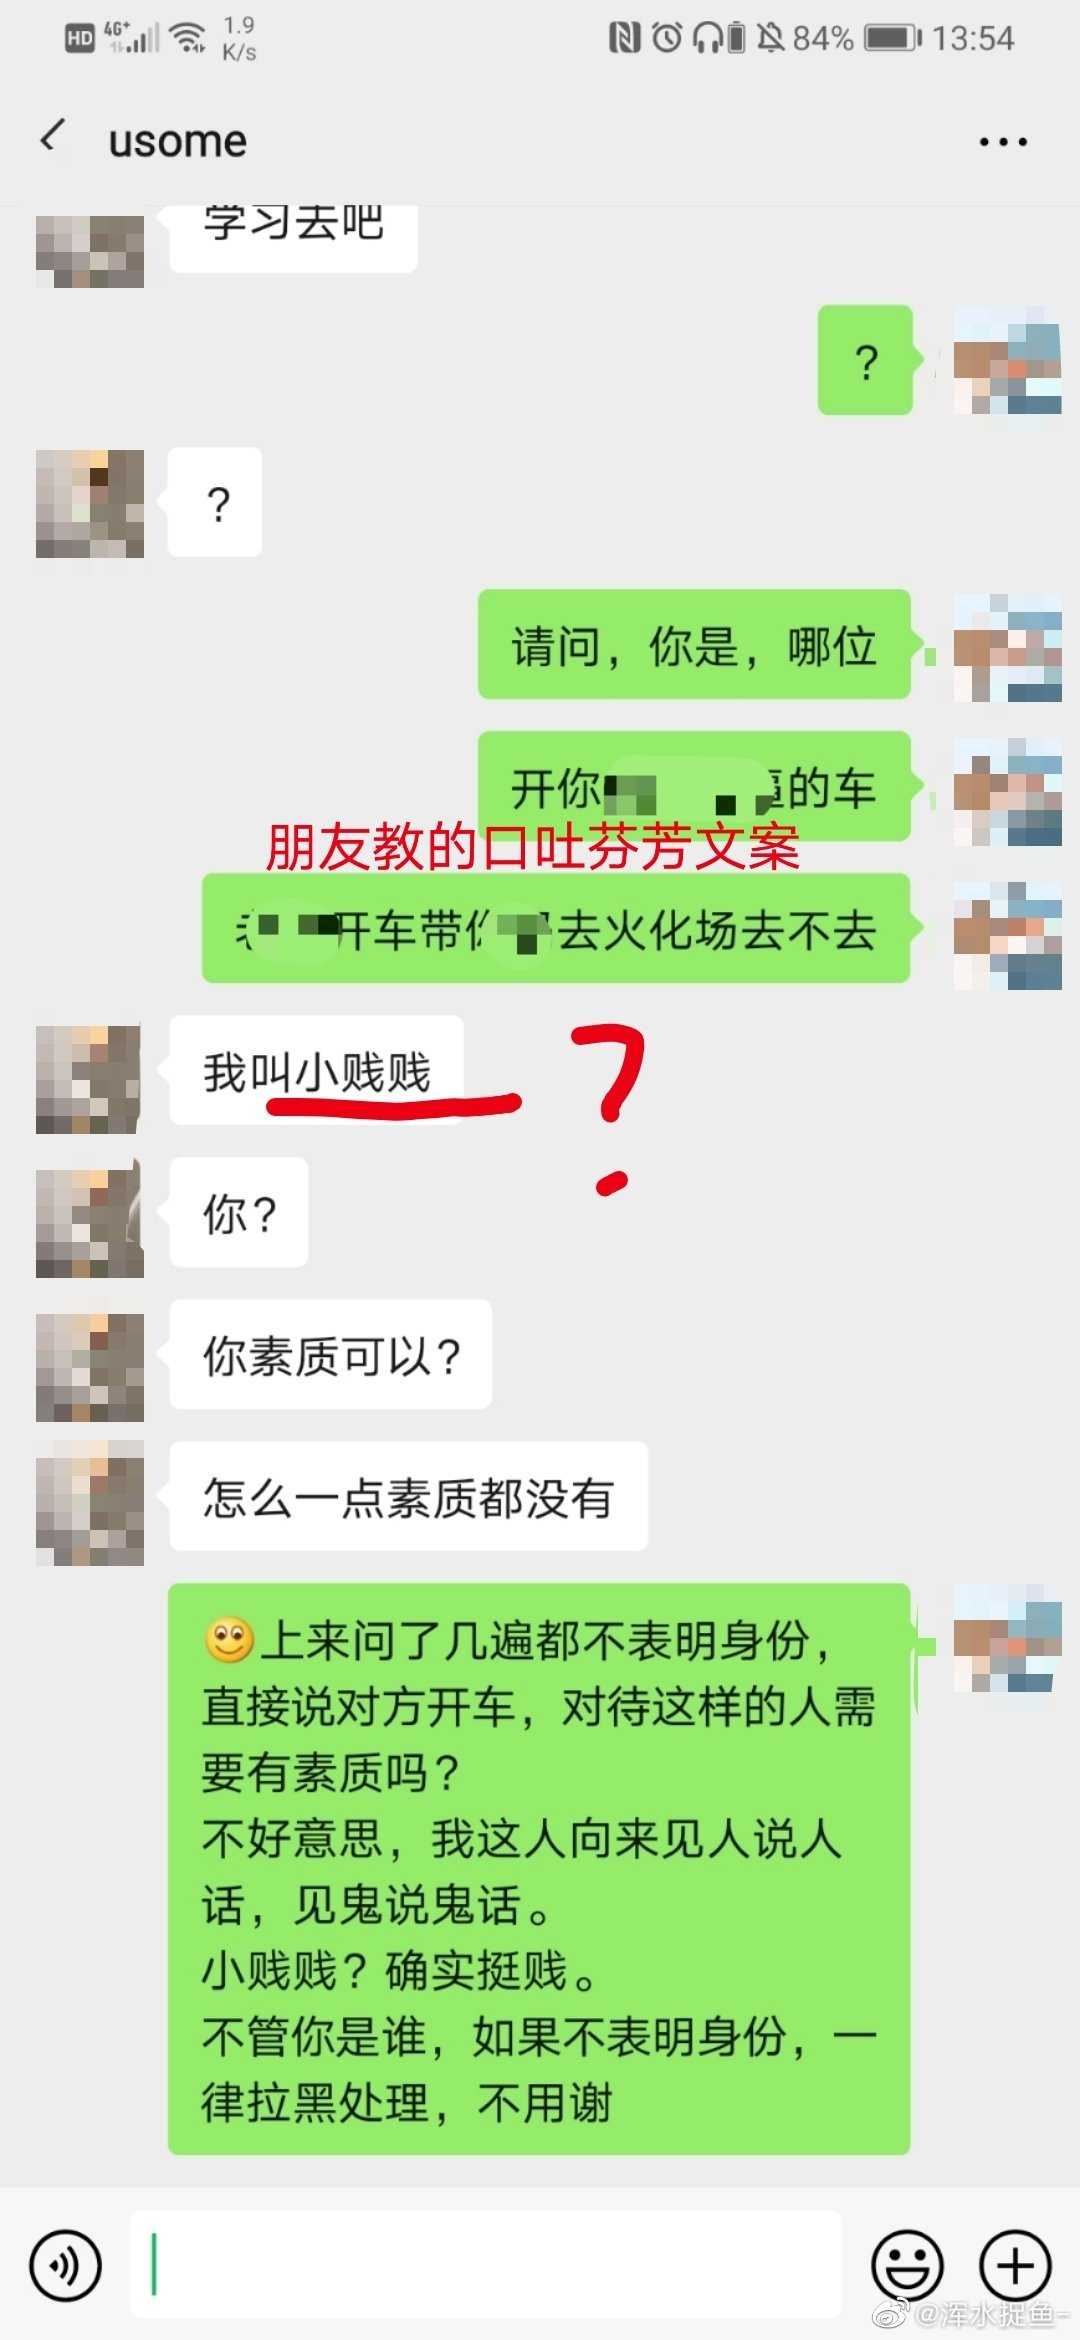 HD 4G+ 1.9 K/s 84% 13:54
usome
学习去吧
？
？
请问，你是，哪位
开你 的车
朋友教的口吐芬芳文案
开车带你 去火化场去不去
我叫小贱贱
你？
你素质可以？
怎么一点素质都没有
上来问了几遍都不表明身份，
直接说对方开车，对待这样的人需
要有素质吗？
不好意思，我这人向来见人说人
话，见鬼说鬼话。
小贱贱？确实挺贱。
不管你是谁，如果不表明身份，一
律拉黑处理，不用谢
@浑水捉鱼-